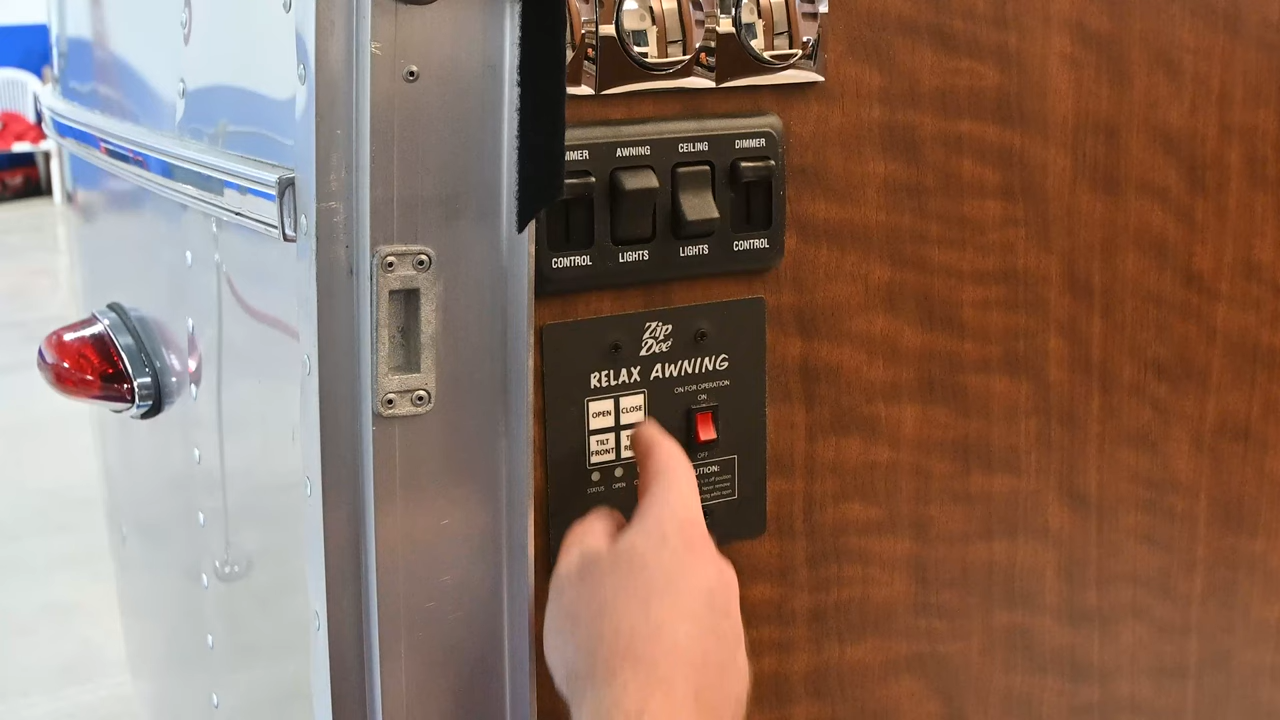 AWNING
CEILING
DIMMER
CONTROL
LIGHTS
LIGHTS
CONTROL
Zip
Dee
RELAX AWNING
ON FOR OPERATION
ON
OPEN
CLOSE
TILT
FRONT
OFF
STATUS
OPEN